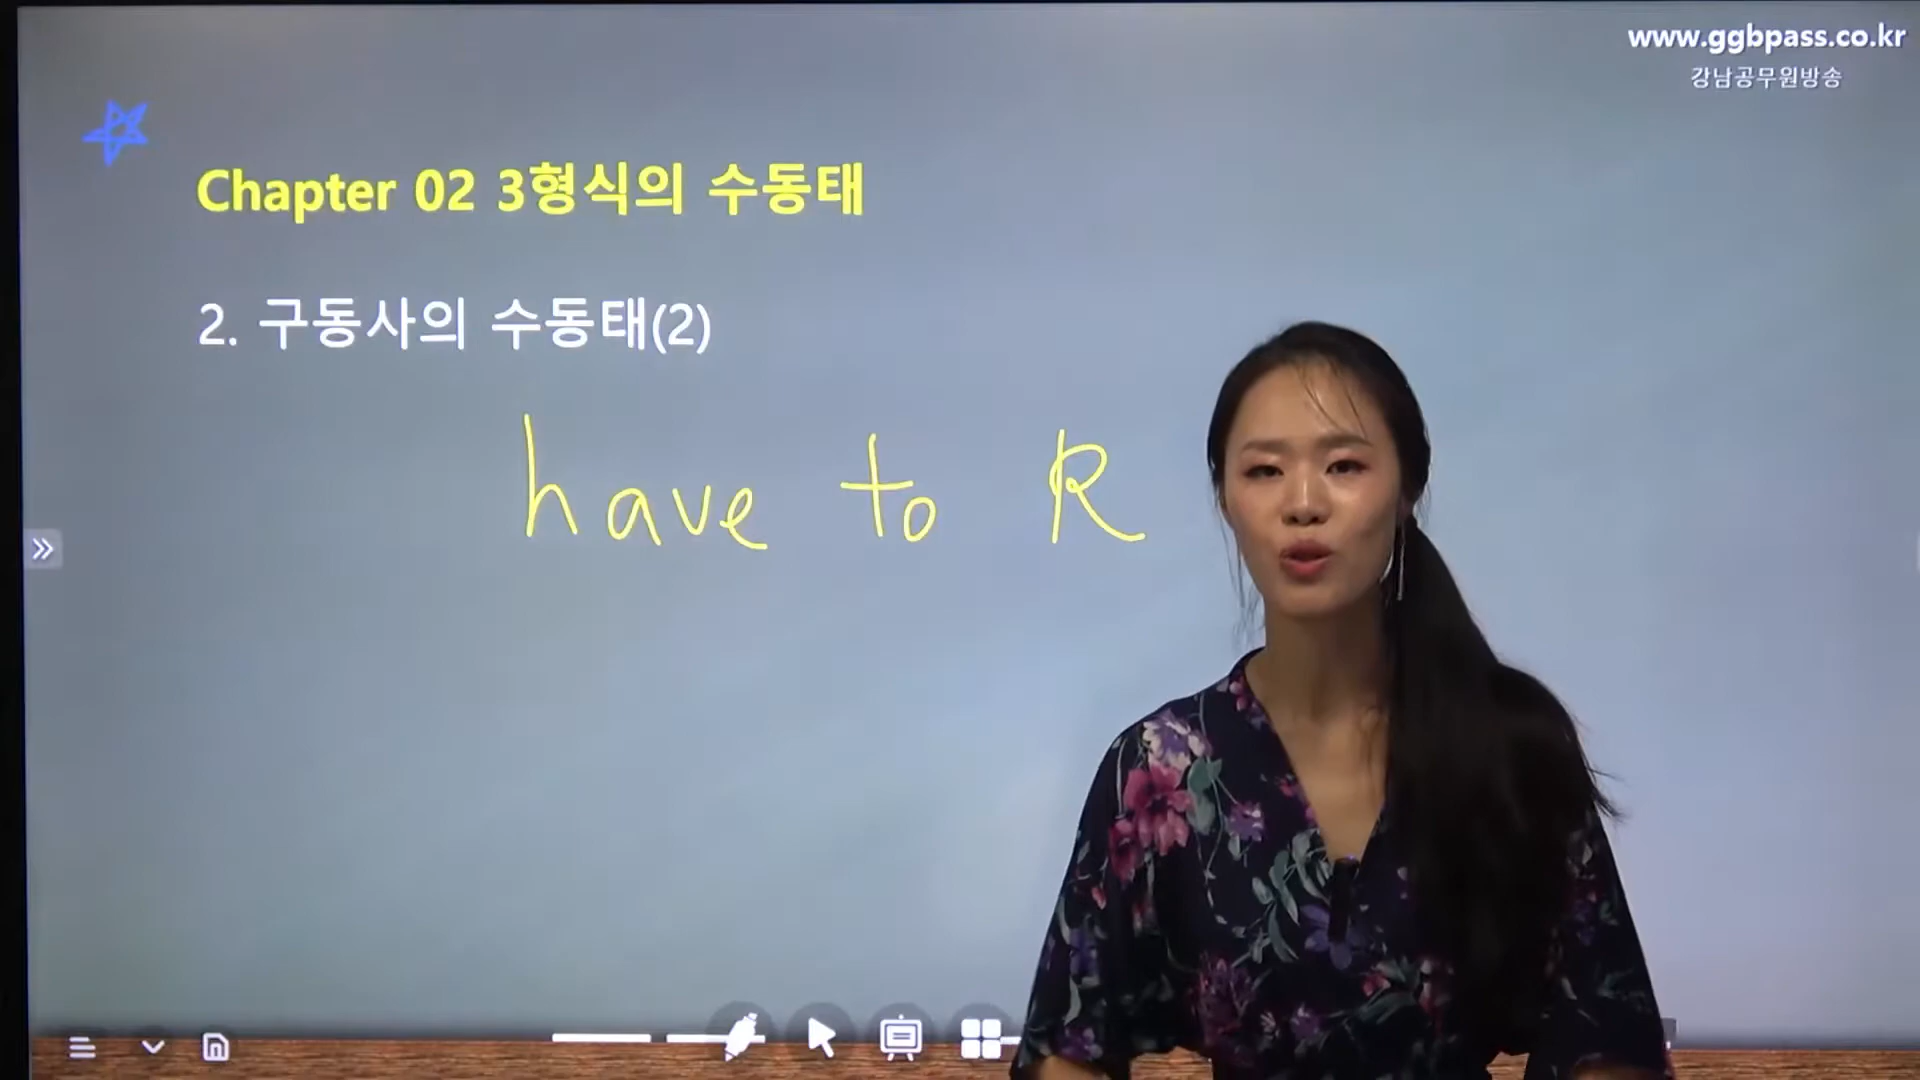 www.ggbpass.co.kr
강남공무원방송
Chapter 02 3형식의 수동태
2. 구동사의 수동태(2)
have to R